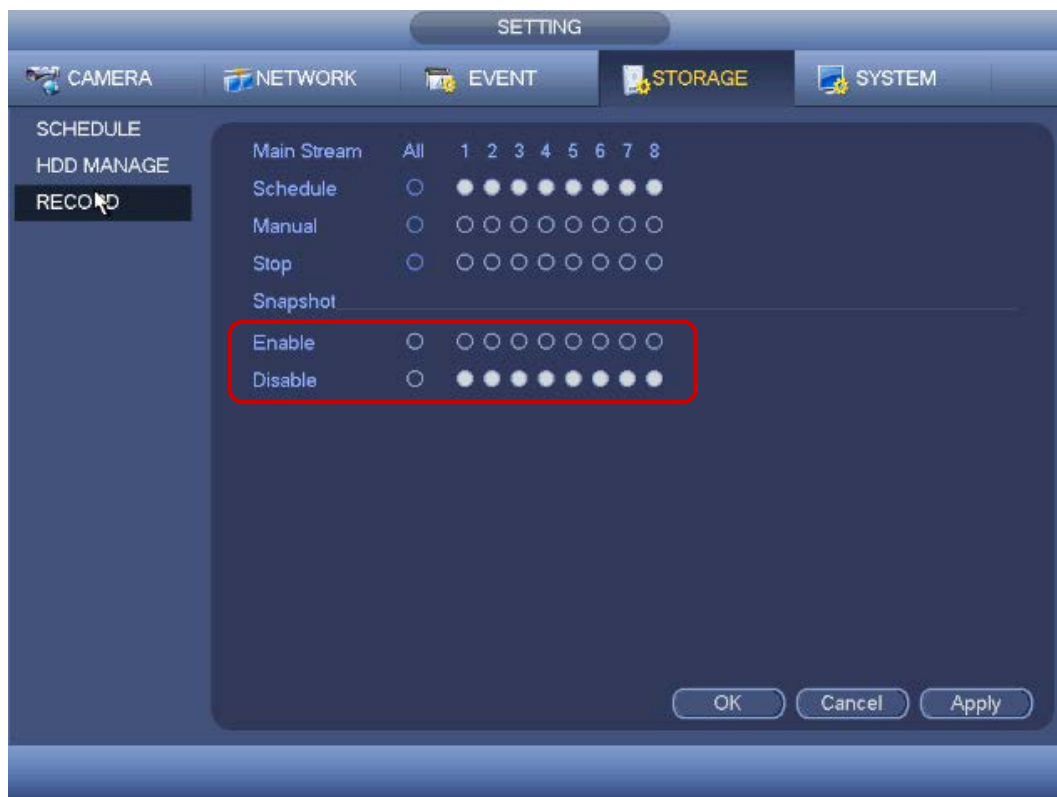 SETTING
CAMERA NETWORK EVENT STORAGE SYSTEM
SCHEDULE
HDD MANAGE
RECORD
Main Stream All 1 2 3 4 5 6 7 8
Schedule
Manual
Stop
Snapshot
Enable
Disable
OK Cancel Apply